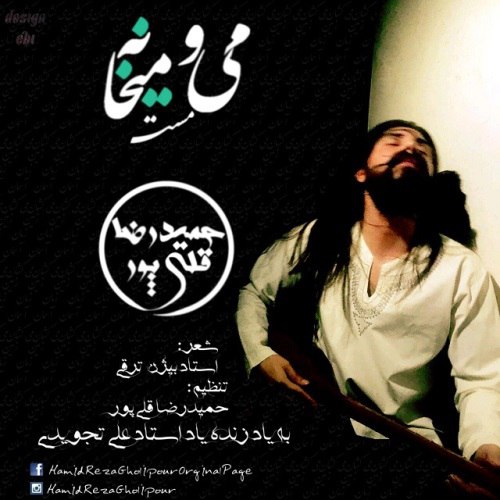 design
ehi
می و میخانه
مست
حمیدرضا
قلی پور
شعر:
استاد بیژن ترقی
تنظیم:
حمیدرضا قلی پور
به یاد زنده یاد استاد علی تجویدی
HamidRezaGholipourOrginalPage
HamidRezaGholipour